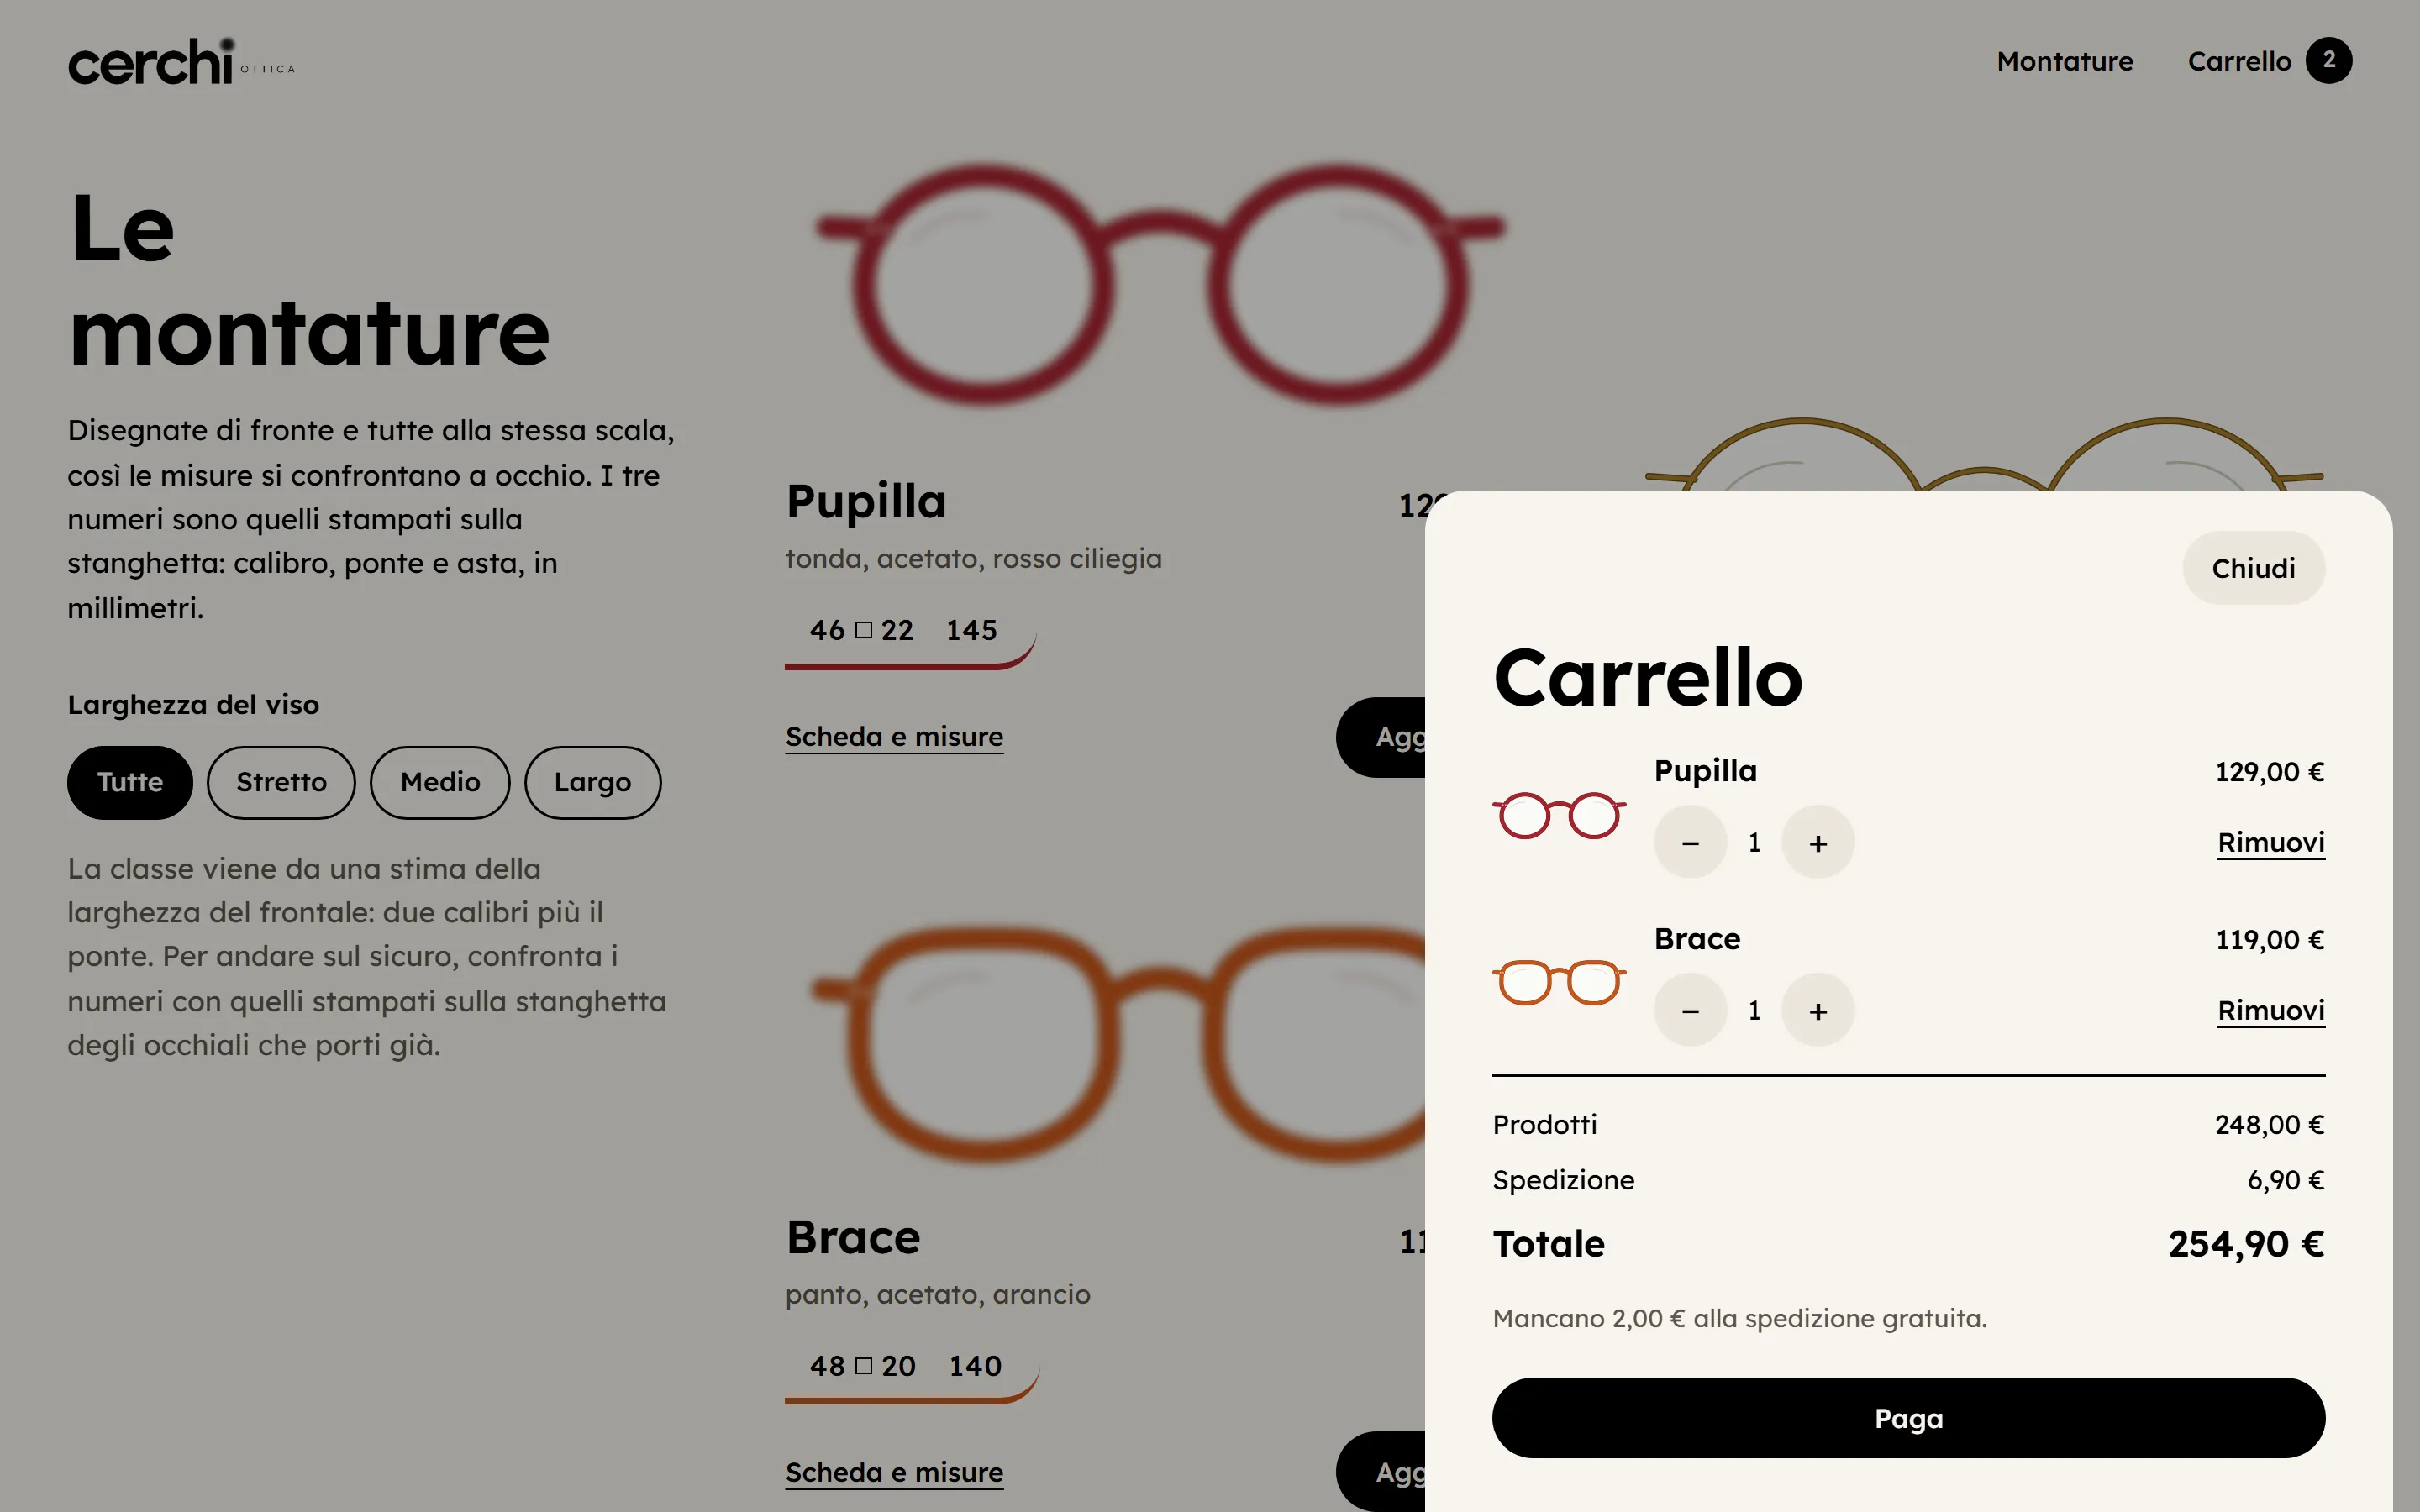 cerchi OTTICA
Montature
Carrello 2
Le
montature
Disegnate di fronte e tutte alla stessa scala,
così le misure si confrontano a occhio. I tre
numeri sono quelli stampati sulla
stanghetta: calibro, ponte e asta, in
millimetri.
Larghezza del viso
Tutte Stretto Medio Largo
La classe viene da una stima della
larghezza del frontale: due calibri più il
ponte. Per andare sul sicuro, confronta i
numeri con quelli stampati sulla stanghetta
degli occhiali che porti già.
Pupilla
tonda, acetato, rosso ciliegia
46 □ 22 145
Scheda e misure
Brace
panto, acetato, arancio
48 □ 20 140
Scheda e misure
Chiudi
Carrello
Pupilla 129,00 €
− 1 + Rimuovi
Brace 119,00 €
− 1 + Rimuovi
Prodotti 248,00 €
Spedizione 6,90 €
Totale 254,90 €
Mancano 2,00 € alla spedizione gratuita.
Paga